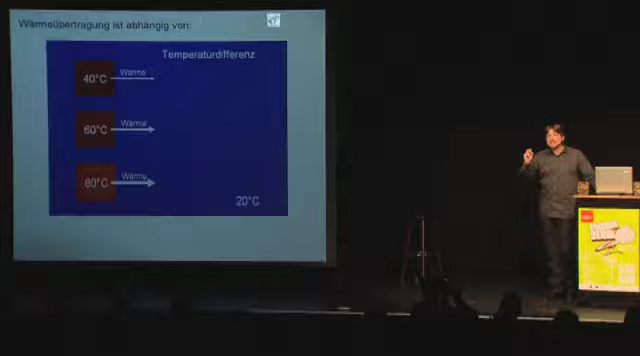 Wärmeübertragung ist abhängig von:
Temperaturdifferenz
Wärme
40°C
Wärme
60°C
Wärme
80°C
20°C